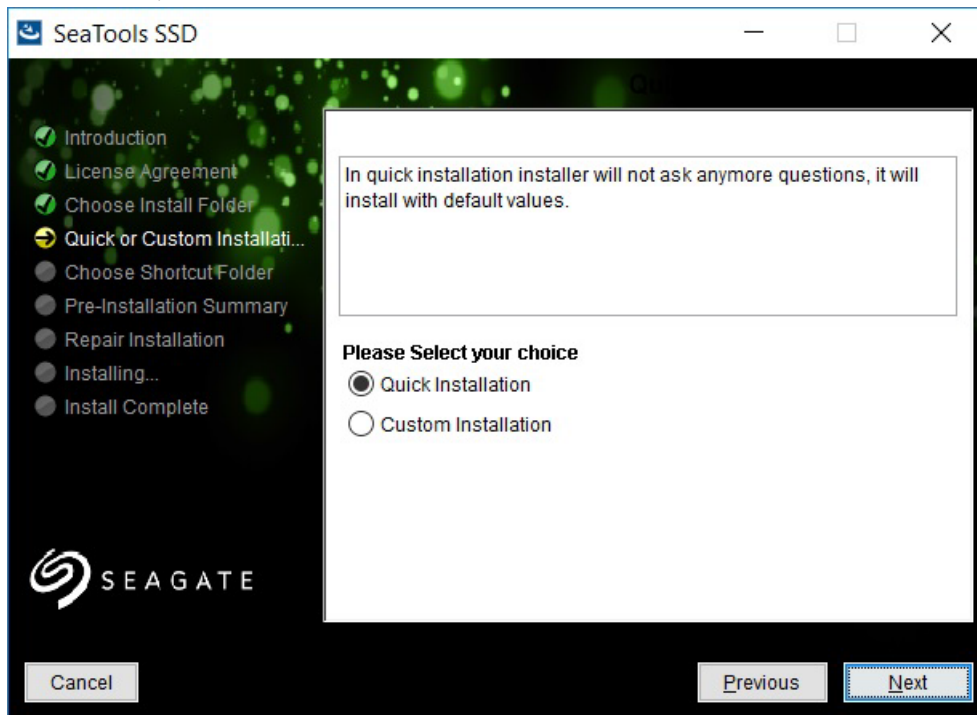 SeaTools SSD
Introduction
License Agreement
Choose Install Folder
Quick or Custom Installati...
Choose Shortcut Folder
Pre-Installation Summary
Repair Installation
Installing...
Install Complete
In quick installation installer will not ask anymore questions, it will
install with default values.
Please Select your choice
Quick Installation
Custom Installation
SEAGATE
Cancel
Previous
Next